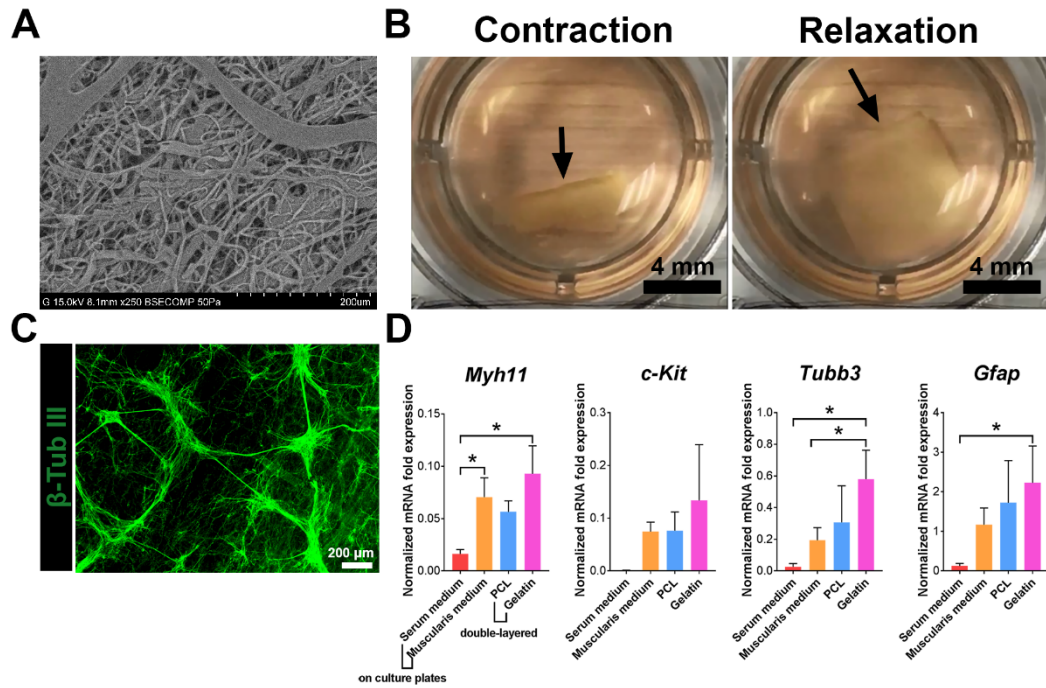 A
G 15.0kV 8.1mm x250 BSECOMP 50Pa
200um
B
Contraction
Relaxation
4 mm
4 mm
C
β-Tub III
200 μm
D
Myh11
Normalized mRNA fold expression
0.15
0.10
0.05
0.00
*
*
Serum medium
Muscularis medium
PCL
Gelatin
double-layered
on culture plates
c-Kit
Normalized mRNA fold expression
0.3
0.2
0.1
0.0
Serum medium
Muscularis medium
PCL
Gelatin
Tubb3
Normalized mRNA fold expression
1.0
0.8
0.6
0.4
0.2
0.0
*
*
Serum medium
Muscularis medium
PCL
Gelatin
Gfap
Normalized mRNA fold expression
4
3
2
1
0
*
Serum medium
Muscularis medium
PCL
Gelatin